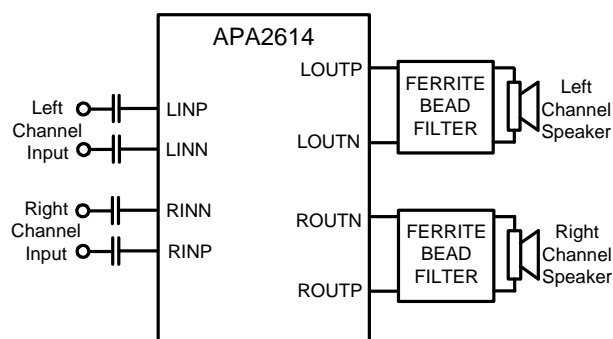 APA2614
LOUTP
LOUTN
ROUTN
ROUTP
LINP
LINN
RINN
RINP
Left
Channel
Input
Right
Channel
Input
FERRITE
BEAD
FILTER
Left
Channel
Speaker
FERRITE
BEAD
FILTER
Right
Channel
Speaker